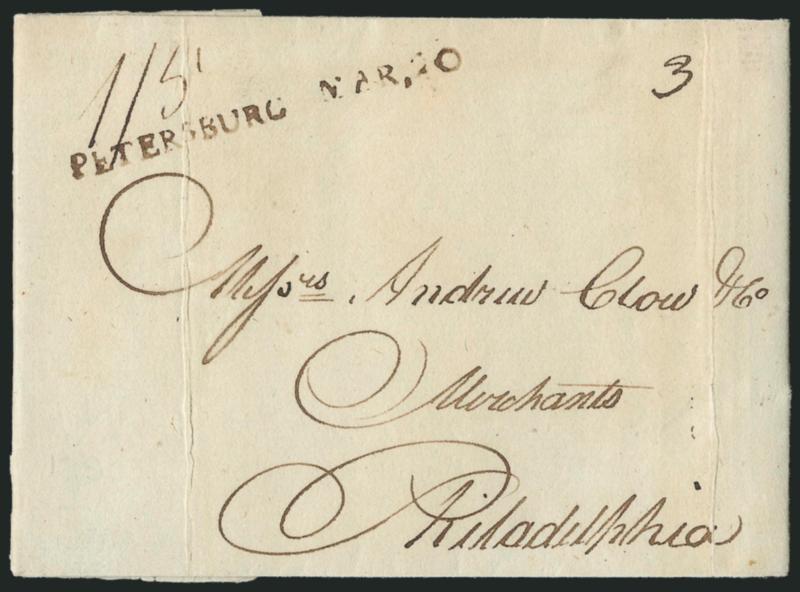 1/5
3
PETERSBURG MAR, 20
Messrs. Andrew Clow & Co
Merchants
Philadelphia